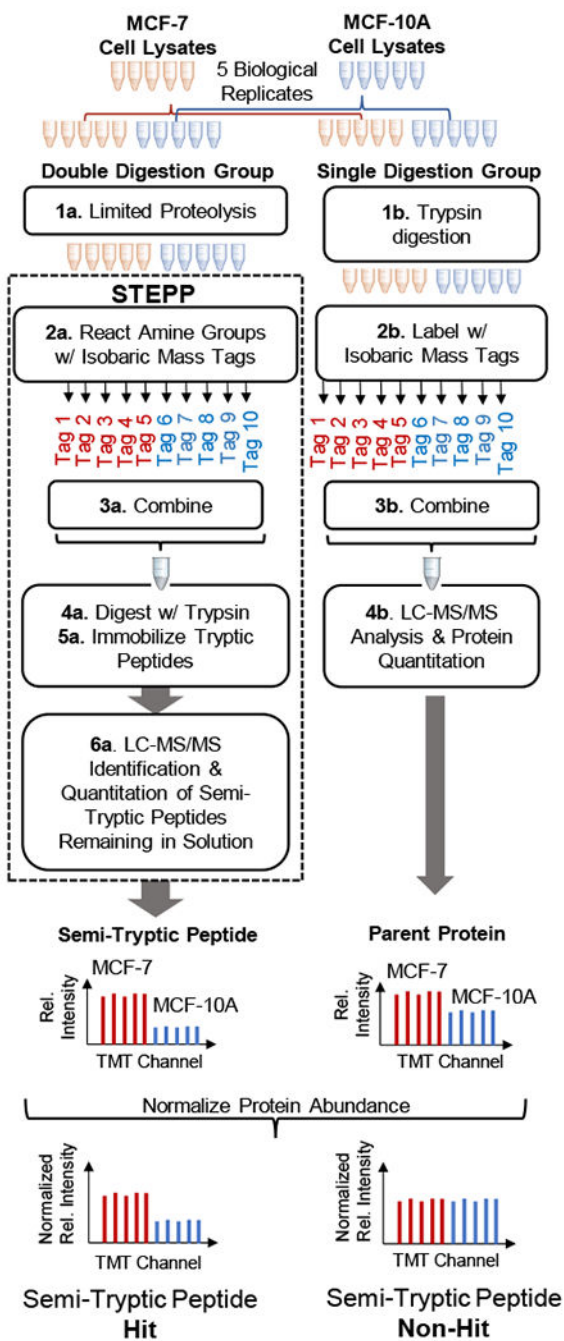 MCF-7
Cell Lysates
MCF-10A
Cell Lysates
5 Biological
Replicates
Double Digestion Group
Single Digestion Group
1a. Limited Proteolysis
1b. Trypsin
digestion
STEPP
2a. React Amine Groups
w/ Isobaric Mass Tags
2b. Label w/
Isobaric Mass Tags
Tag 1
Tag 2
Tag 3
Tag 4
Tag 5
Tag 6
Tag 7
Tag 8
Tag 9
Tag 10
Tag 1
Tag 2
Tag 3
Tag 4
Tag 5
Tag 6
Tag 7
Tag 8
Tag 9
Tag 10
3a. Combine
3b. Combine
4a. Digest w/ Trypsin
5a. Immobilize Tryptic
Peptides
4b. LC-MS/MS
Analysis & Protein
Quantitation
6a. LC-MS/MS
Identification &
Quantitation of Semi-
Tryptic Peptides
Remaining in Solution
Semi-Tryptic Peptide
MCF-7
MCF-10A
Rel.
Intensity
TMT Channel
Parent Protein
MCF-7
MCF-10A
Rel.
Intensity
TMT Channel
Normalize Protein Abundance
Normalized
Rel. Intensity
TMT Channel
Normalized
Rel. Intensity
TMT Channel
Semi-Tryptic Peptide
Hit
Semi-Tryptic Peptide
Non-Hit